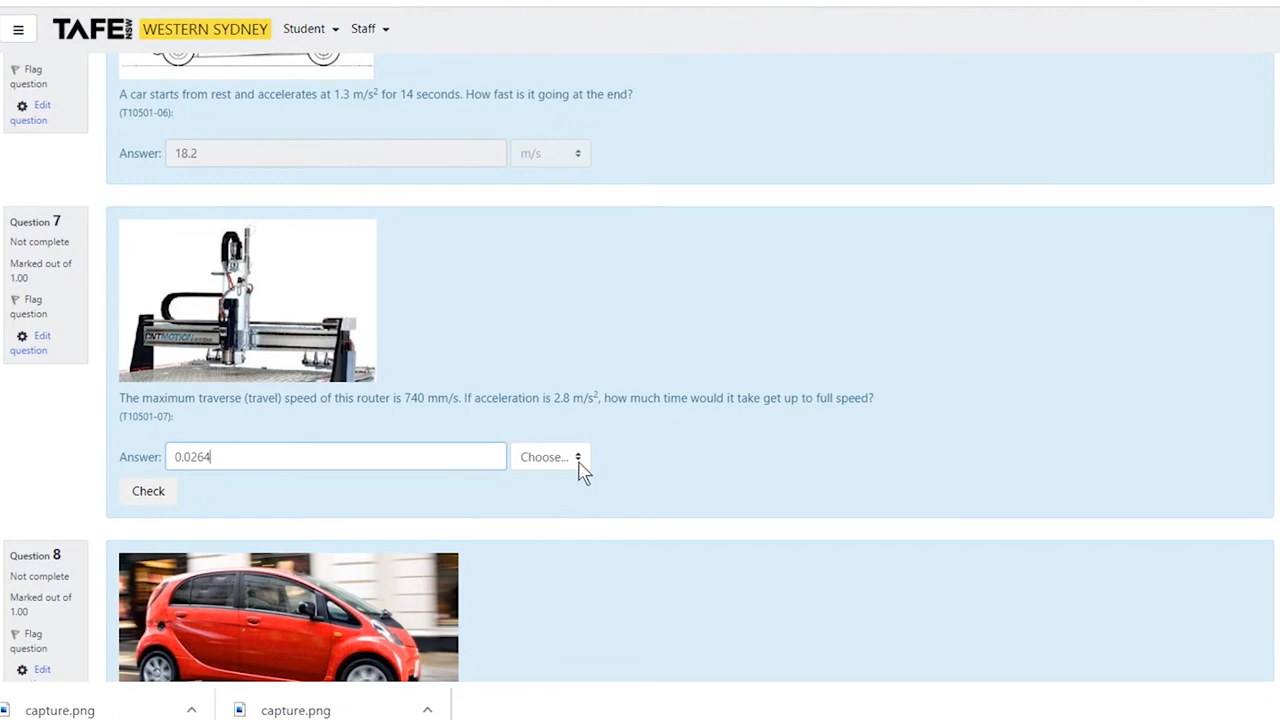 TAFE NSW WESTERN SYDNEY Student Staff
Flag question
Edit question
A car starts from rest and accelerates at 1.3 m/s² for 14 seconds. How fast is it going at the end?
(T10501-06):
Answer: 18.2 m/s
Question 7
Not complete
Marked out of 1.00
Flag question
Edit question
CNTMOTION
The maximum traverse (travel) speed of this router is 740 mm/s. If acceleration is 2.8 m/s², how much time would it take get up to full speed?
(T10501-07):
Answer: 0.0264 Choose...
Check
Question 8
Not complete
Marked out of 1.00
Flag question
Edit
capture.png capture.png